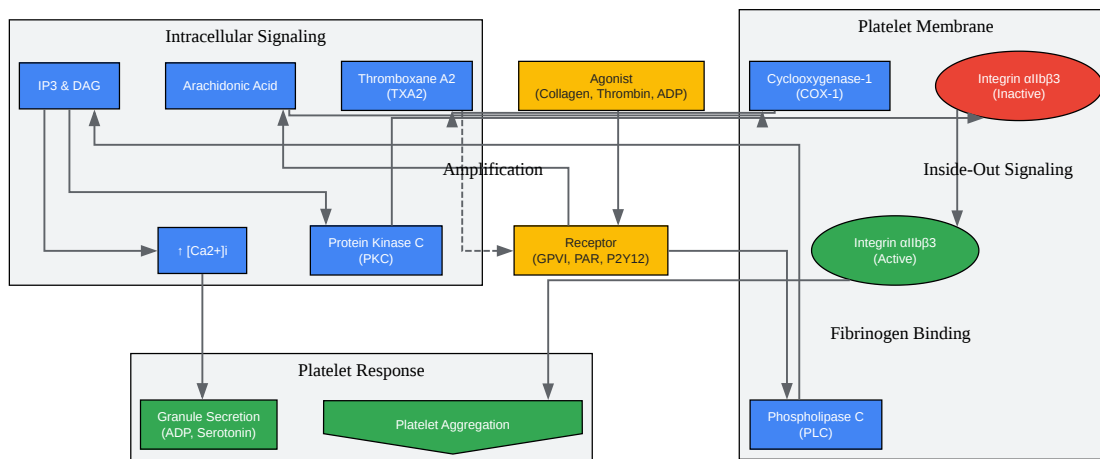 Intracellular Signaling
Platelet Membrane
IP3 & DAG
Arachidonic Acid
Thromboxane A2
(TXA2)
Agonist
(Collagen, Thrombin, ADP)
Cyclooxygenase-1
(COX-1)
Integrin αIIbβ3
(Inactive)
Amplification
Inside-Out Signaling
↑ [Ca2+]i
Protein Kinase C
(PKC)
Receptor
(GPVI, PAR, P2Y12)
Integrin αIIbβ3
(Active)
Fibrinogen Binding
Platelet Response
Granule Secretion
(ADP, Serotonin)
Platelet Aggregation
Phospholipase C
(PLC)